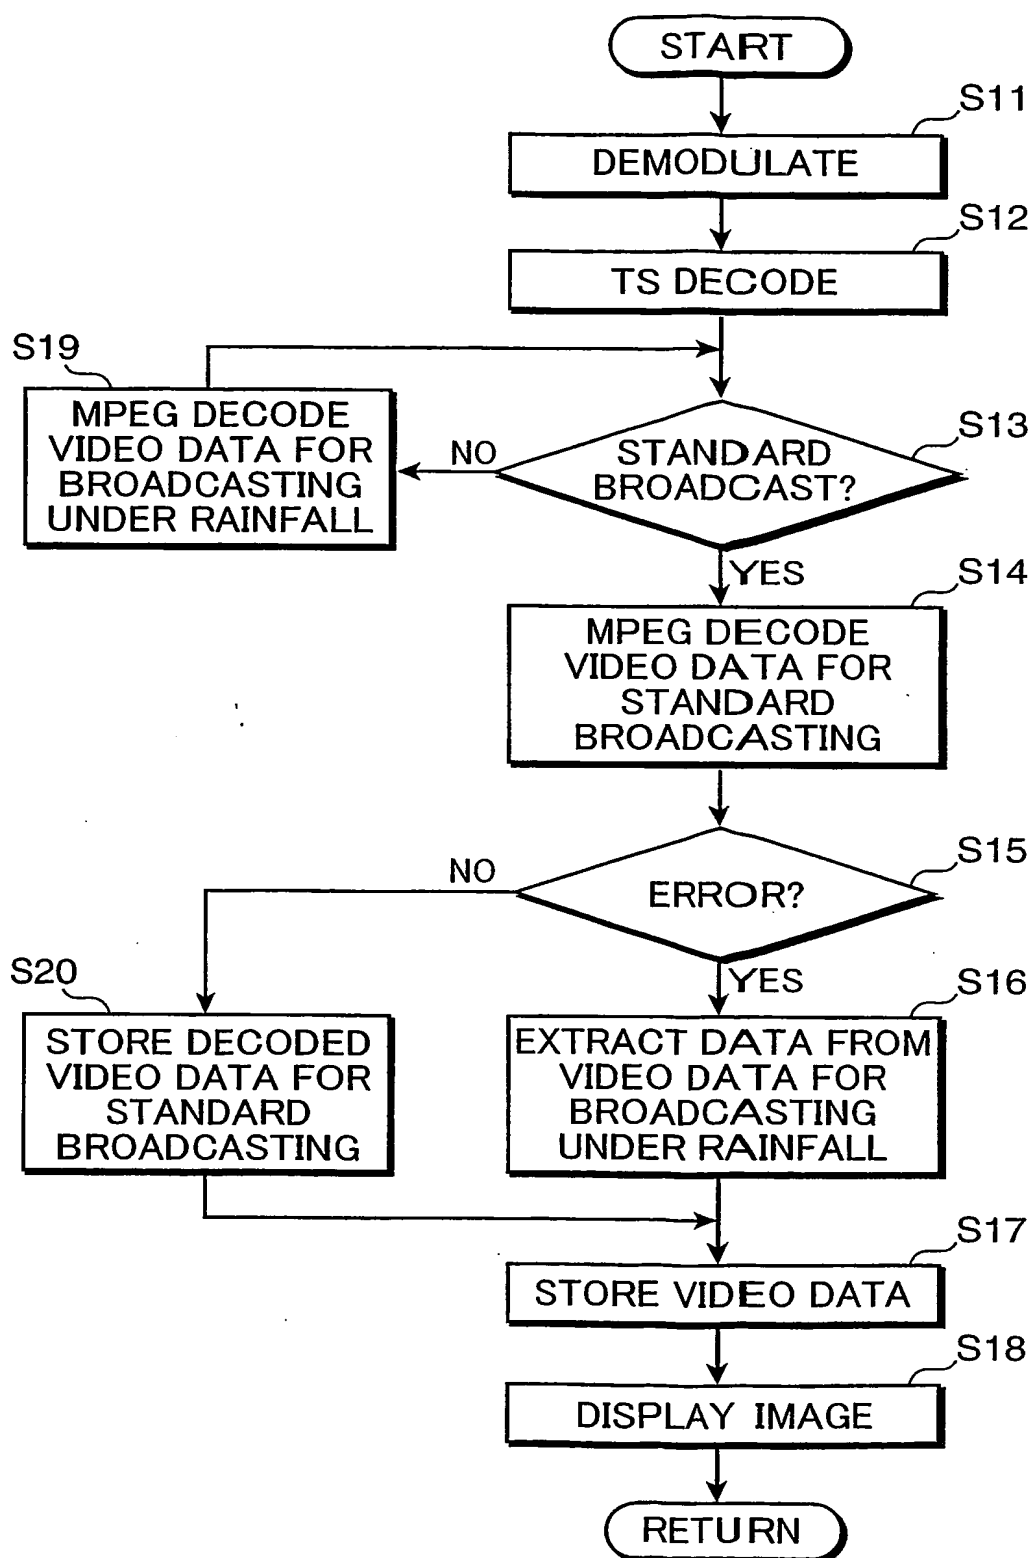 START
S11
DEMODULATE
S12
TS DECODE
S19
MPEG DECODE
VIDEO DATA FOR
BROADCASTING
UNDER RAINFALL
NO
STANDARD
BROADCAST?
S13
YES
S14
MPEG DECODE
VIDEO DATA FOR
STANDARD
BROADCASTING
NO
ERROR?
S15
YES
S20
STORE DECODED
VIDEO DATA FOR
STANDARD
BROADCASTING
S16
EXTRACT DATA FROM
VIDEO DATA FOR
BROADCASTING
UNDER RAINFALL
S17
STORE VIDEO DATA
S18
DISPLAY IMAGE
RETURN